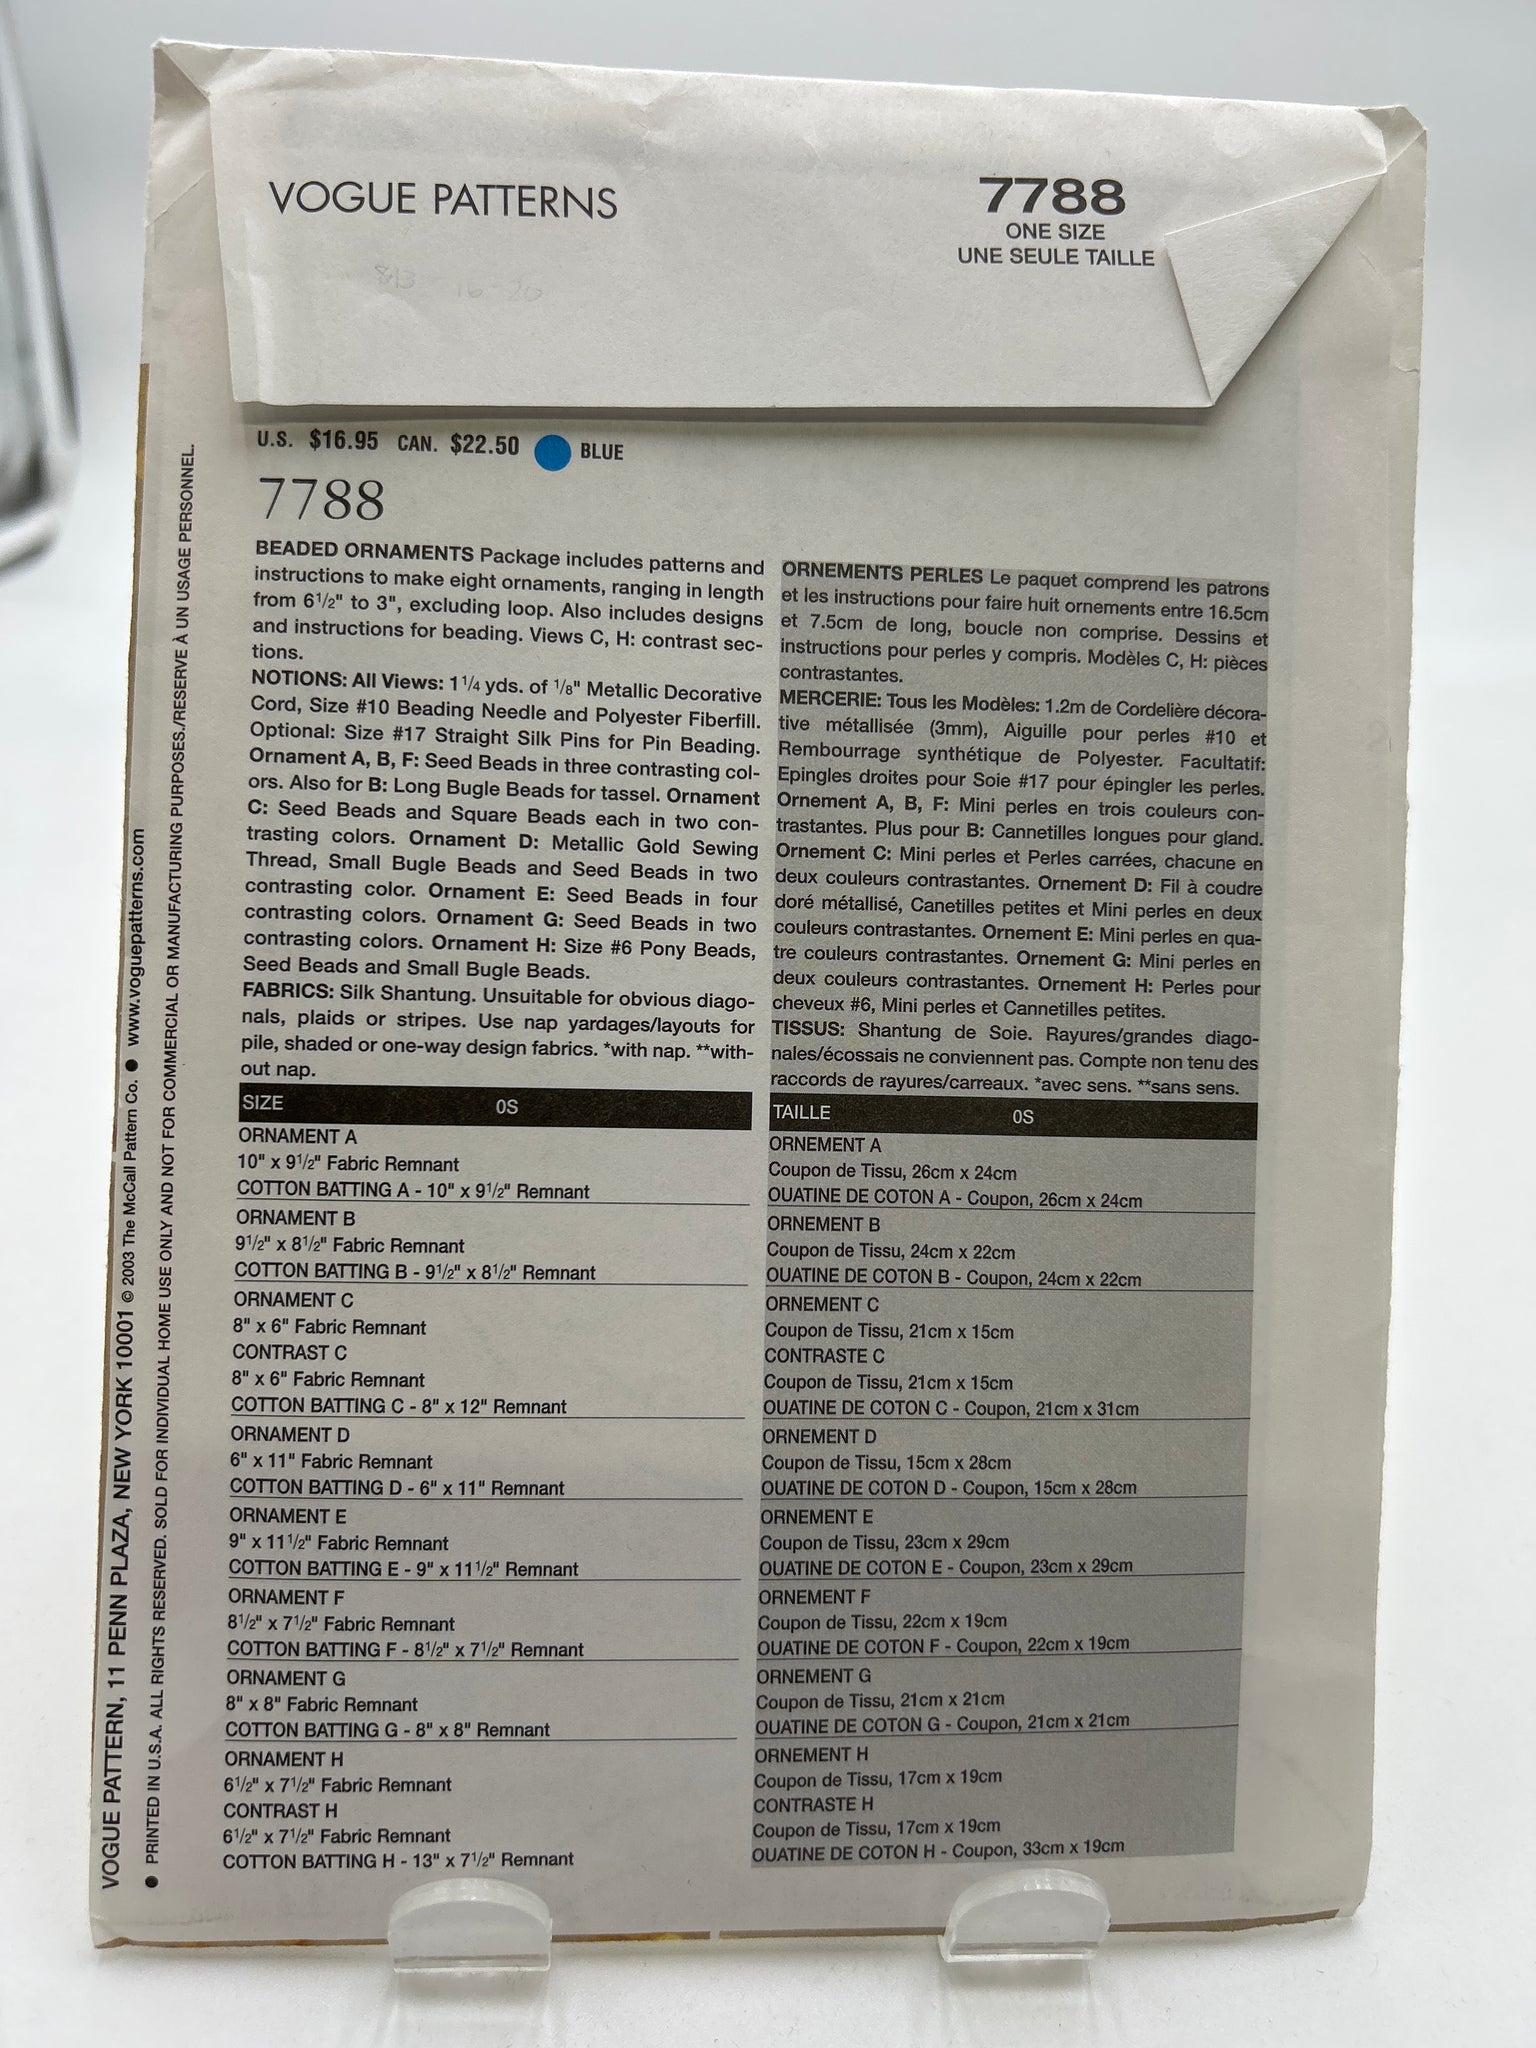 VOGUE PATTERNS
7788
ONE SIZE
UNE SEULE TAILLE
U.S. $16.95 CAN. $22.50 BLUE
7788
BEADED ORNAMENTS Package includes patterns and
instructions to make eight ornaments, ranging in length
from 6 1/2" to 3", excluding loop. Also includes designs
and instructions for beading. Views C, H: contrast sec-
tions.
NOTIONS: All Views: 1 1/4 yds. of 1/8" Metallic Decorative
Cord, Size #10 Beading Needle and Polyester Fiberfill.
Optional: Size #17 Straight Silk Pins for Pin Beading.
Ornament A, B, F: Seed Beads in three contrasting col-
ors. Also for B: Long Bugle Beads for tassel. Ornament
C: Seed Beads and Square Beads each in two con-
trasting colors. Ornament D: Metallic Gold Sewing
Thread, Small Bugle Beads and Seed Beads in two
contrasting color. Ornament E: Seed Beads in four
contrasting colors. Ornament G: Seed Beads in two
contrasting colors. Ornament H: Size #6 Pony Beads,
Seed Beads and Small Bugle Beads.
FABRICS: Silk Shantung. Unsuitable for obvious diago-
nals, plaids or stripes. Use nap yardages/layouts for
pile, shaded or one-way design fabrics. *with nap. **with-
out nap.
SIZE OS
ORNAMENT A
10" x 9 1/2" Fabric Remnant
COTTON BATTING A - 10" x 9 1/2" Remnant
ORNAMENT B
9 1/2" x 8 1/2" Fabric Remnant
COTTON BATTING B - 9 1/2" x 8 1/2" Remnant
ORNAMENT C
8" x 6" Fabric Remnant
CONTRAST C
8" x 6" Fabric Remnant
COTTON BATTING C - 8" x 12" Remnant
ORNAMENT D
6" x 11" Fabric Remnant
COTTON BATTING D - 6" x 11" Remnant
ORNAMENT E
9" x 11 1/2" Fabric Remnant
COTTON BATTING E - 9" x 11 1/2" Remnant
ORNAMENT F
8 1/2" x 7 1/2" Fabric Remnant
COTTON BATTING F - 8 1/2" x 7 1/2" Remnant
ORNAMENT G
8" x 8" Fabric Remnant
COTTON BATTING G - 8" x 8" Remnant
ORNAMENT H
6 1/2" x 7 1/2" Fabric Remnant
CONTRAST H
6 1/2" x 7 1/2" Fabric Remnant
COTTON BATTING H - 13" x 7 1/2" Remnant
ORNEMENTS PERLES Le paquet comprend les patrons
et les instructions pour faire huit ornements entre 16.5cm
et 7.5cm de long, boucle non comprise. Dessins et
instructions pour perles y compris. Modèles C, H: pièces
contrastantes.
MERCERIE: Tous les Modèles: 1.2m de Cordelière décora-
tive métallisée (3mm), Aiguille pour perles #10 et
Rembourrage synthétique de Polyester. Facultatif:
Epingles droites pour Soie #17 pour épingler les perles.
Ornement A, B, F: Mini perles en trois couleurs con-
trastantes. Plus pour B: Cannetilles longues pour gland.
Ornement C: Mini perles et Perles carrées, chacune en
deux couleurs contrastantes. Ornement D: Fil à coudre
doré métallisé, Canetilles petites et Mini perles en deux
couleurs contrastantes. Ornement E: Mini perles en qua-
tre couleurs contrastantes. Ornement G: Mini perles en
deux couleurs contrastantes. Ornement H: Perles pour
cheveux #6, Mini perles et Cannetilles petites.
TISSUS: Shantung de Soie. Rayures/grandes diago-
nales/écossais ne conviennent pas. Compte non tenu des
raccords de rayures/carreaux. *avec sens. **sans sens.
TAILLE OS
ORNEMENT A
Coupon de Tissu, 26cm x 24cm
OUATINE DE COTON A - Coupon, 26cm x 24cm
ORNEMENT B
Coupon de Tissu, 24cm x 22cm
OUATINE DE COTON B - Coupon, 24cm x 22cm
ORNEMENT C
Coupon de Tissu, 21cm x 15cm
CONTRASTE C
Coupon de Tissu, 21cm x 15cm
OUATINE DE COTON C - Coupon, 21cm x 31cm
ORNEMENT D
Coupon de Tissu, 15cm x 28cm
OUATINE DE COTON D - Coupon, 15cm x 28cm
ORNEMENT E
Coupon de Tissu, 23cm x 29cm
OUATINE DE COTON E - Coupon, 23cm x 29cm
ORNEMENT F
Coupon de Tissu, 22cm x 19cm
OUATINE DE COTON F - Coupon, 22cm x 19cm
ORNEMENT G
Coupon de Tissu, 21cm x 21cm
OUATINE DE COTON G - Coupon, 21cm x 21cm
ORNEMENT H
Coupon de Tissu, 17cm x 19cm
CONTRASTE H
Coupon de Tissu, 17cm x 19cm
OUATINE DE COTON H - Coupon, 33cm x 19cm
VOGUE PATTERN, 11 PENN PLAZA, NEW YORK 10001 © 2003 The McCall Pattern Co. ● www.voguepatterns.com
● PRINTED IN U.S.A. ALL RIGHTS RESERVED. SOLD FOR INDIVIDUAL HOME USE ONLY AND NOT FOR COMMERCIAL OR MANUFACTURING PURPOSES./RESERVE À UN USAGE PERSONNEL.